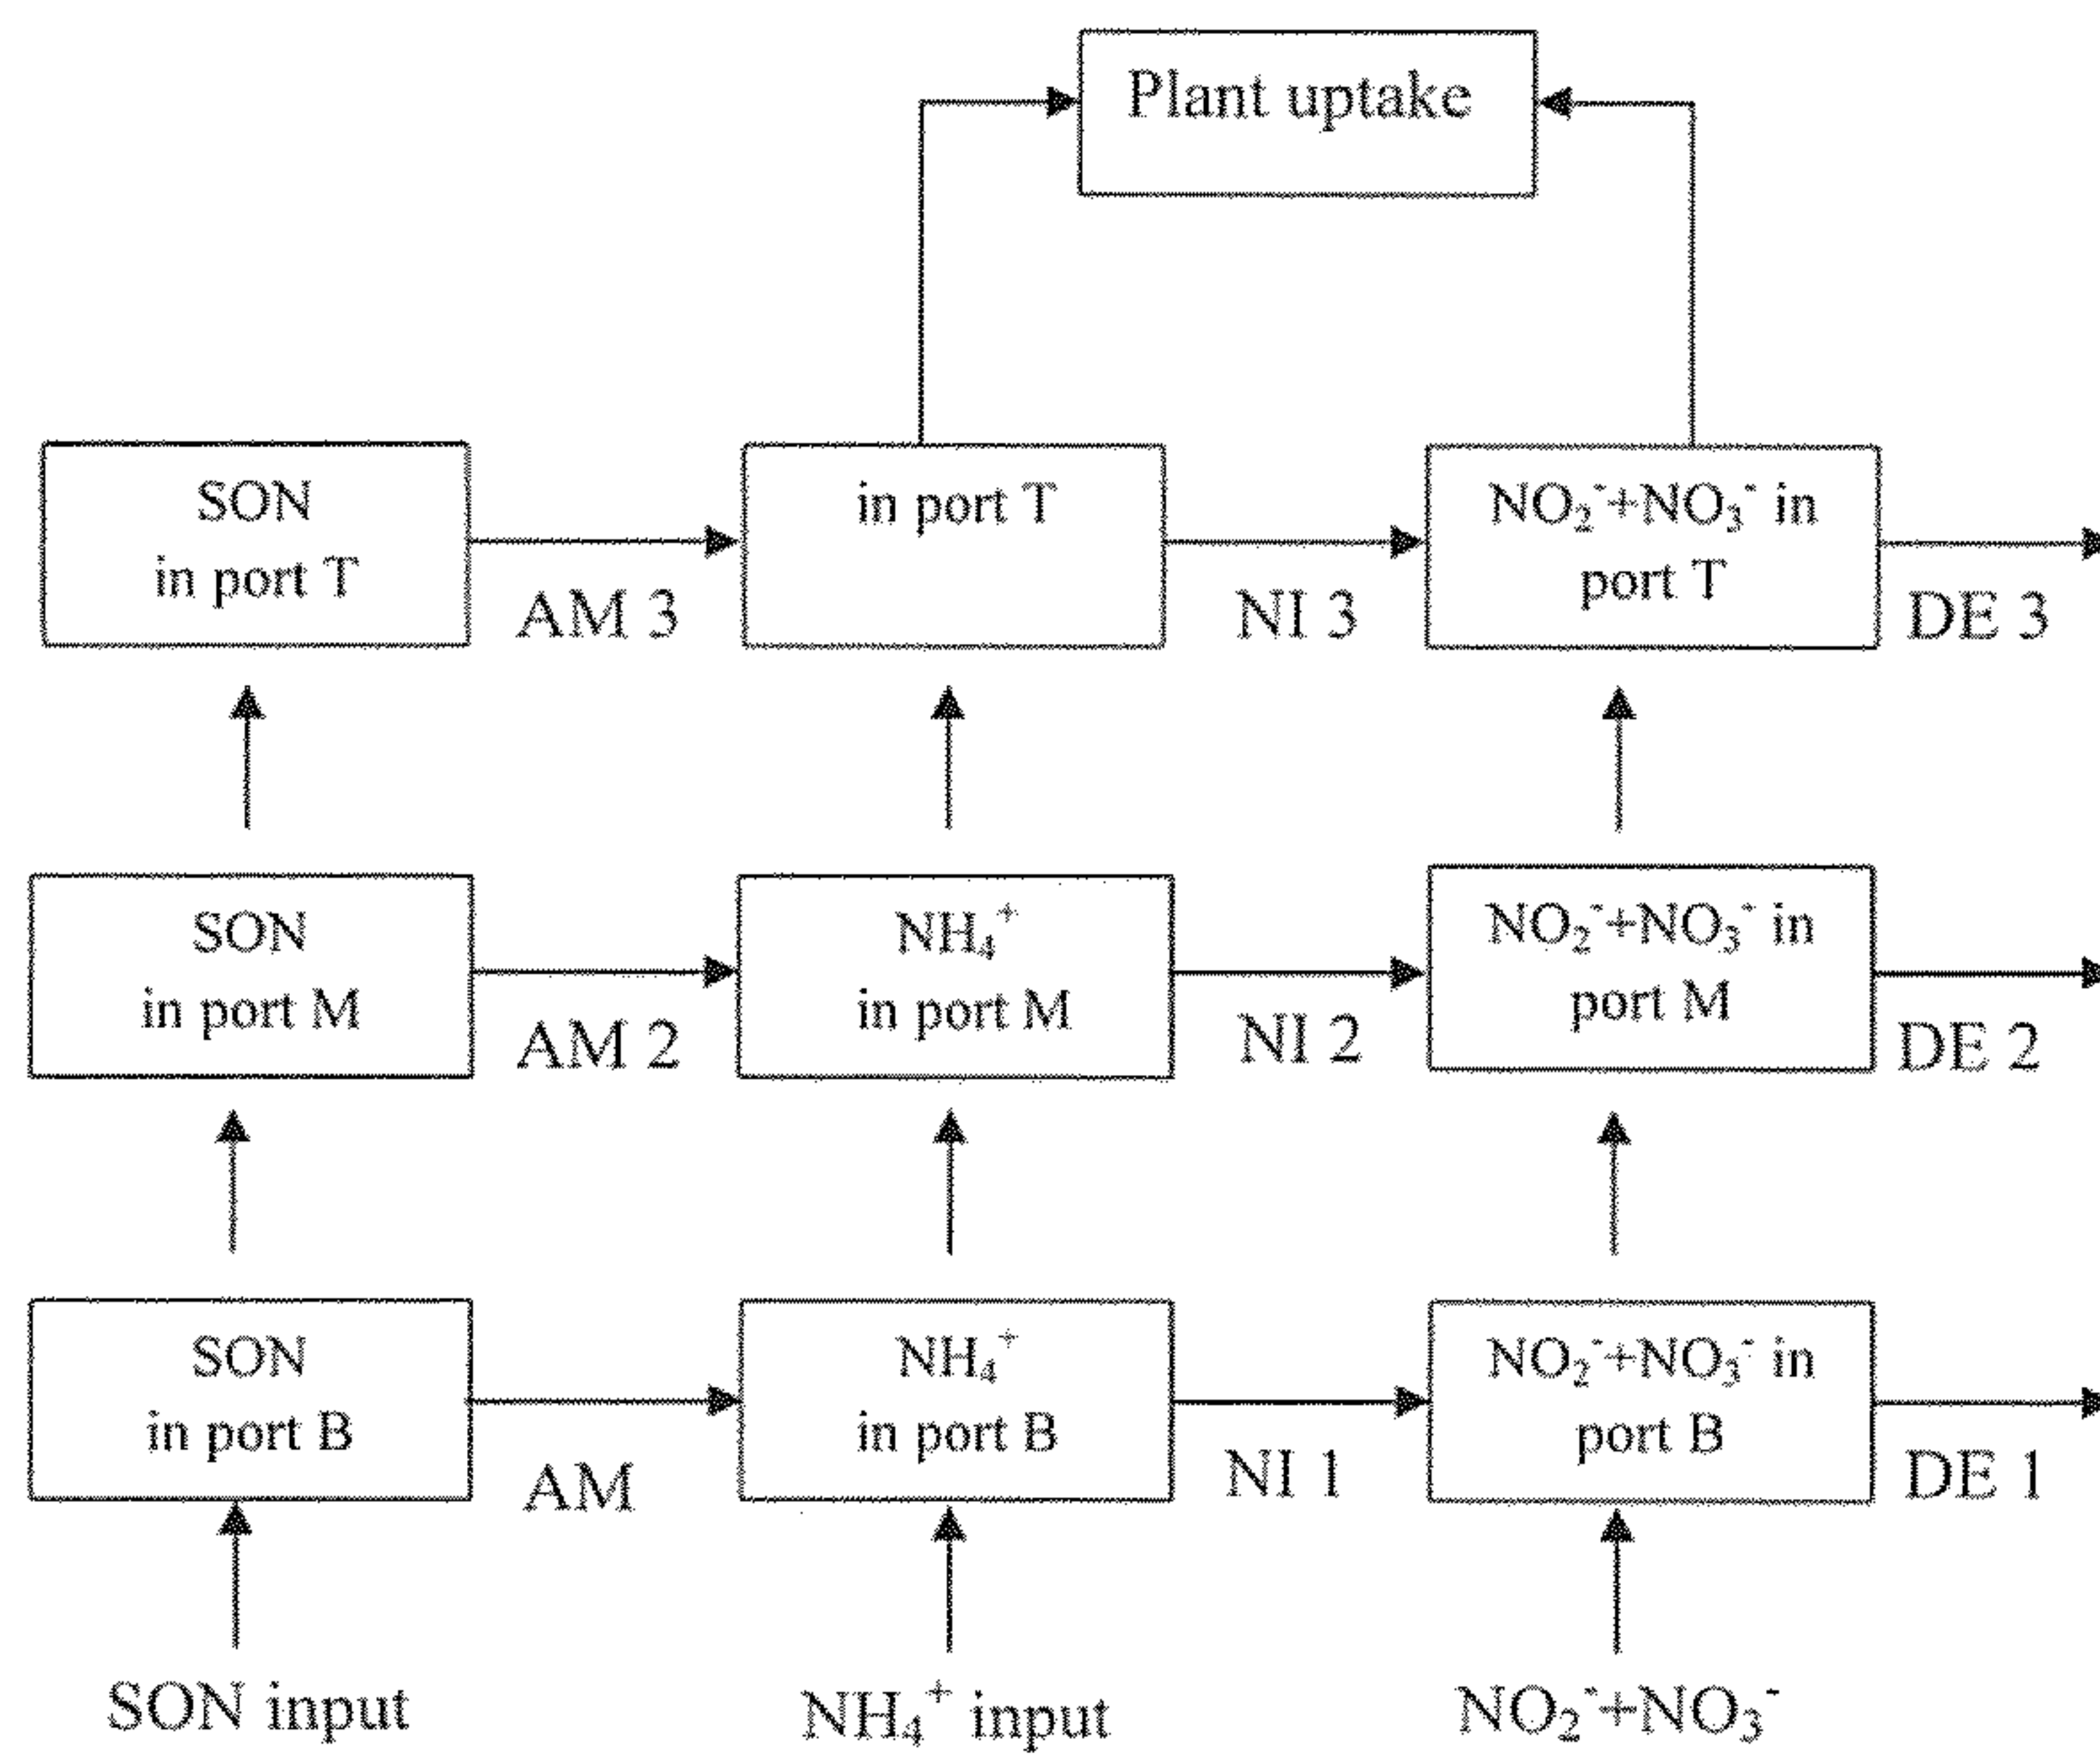 Plant uptake
SON
in port T
AM 3
in port T
NI 3
NO₂⁻+NO₃⁻ in
port T
DE 3
SON
in port M
AM 2
NH₄⁺
in port M
NI 2
NO₂⁻+NO₃⁻ in
port M
DE 2
SON
in port B
AM
NH₄⁺
in port B
NI 1
NO₂⁻+NO₃⁻ in
port B
DE 1
SON input
NH₄⁺ input
NO₂⁻+NO₃⁻